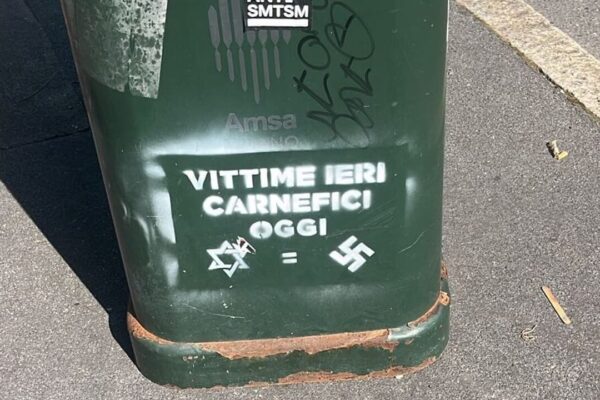 SMTSM
Amsa
VITTIME IERI
CARNEFICI
OGGI
=